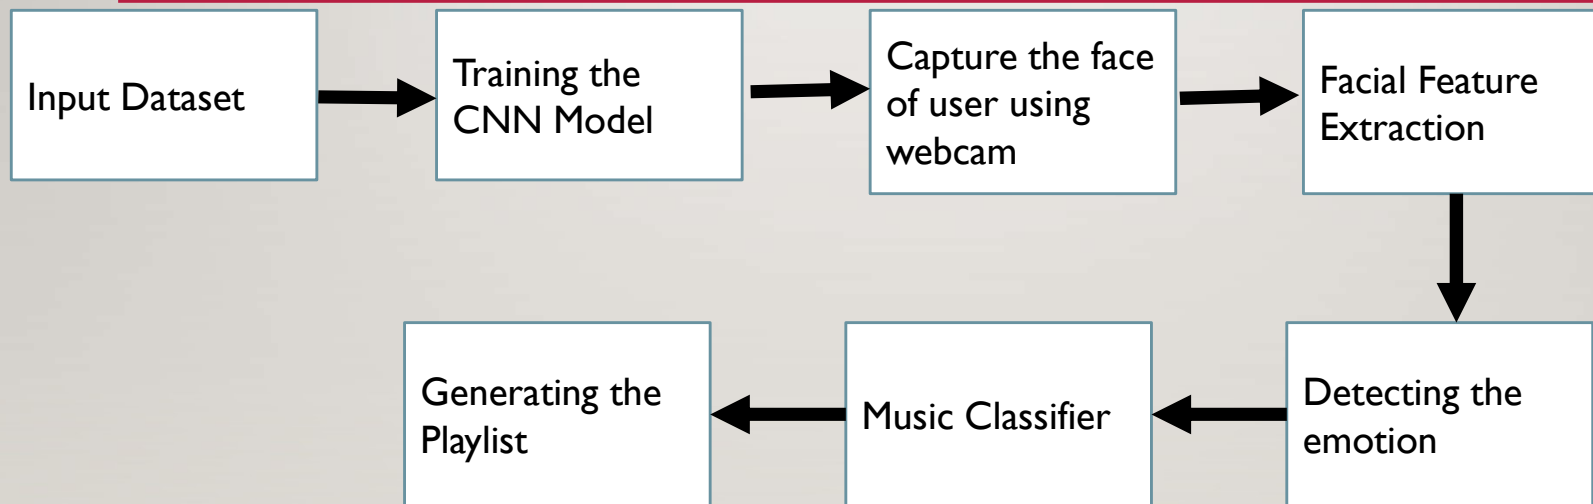 Input Dataset
Training the
CNN Model
Capture the face
of user using
webcam
Facial Feature
Extraction
Detecting the
emotion
Music Classifier
Generating the
Playlist